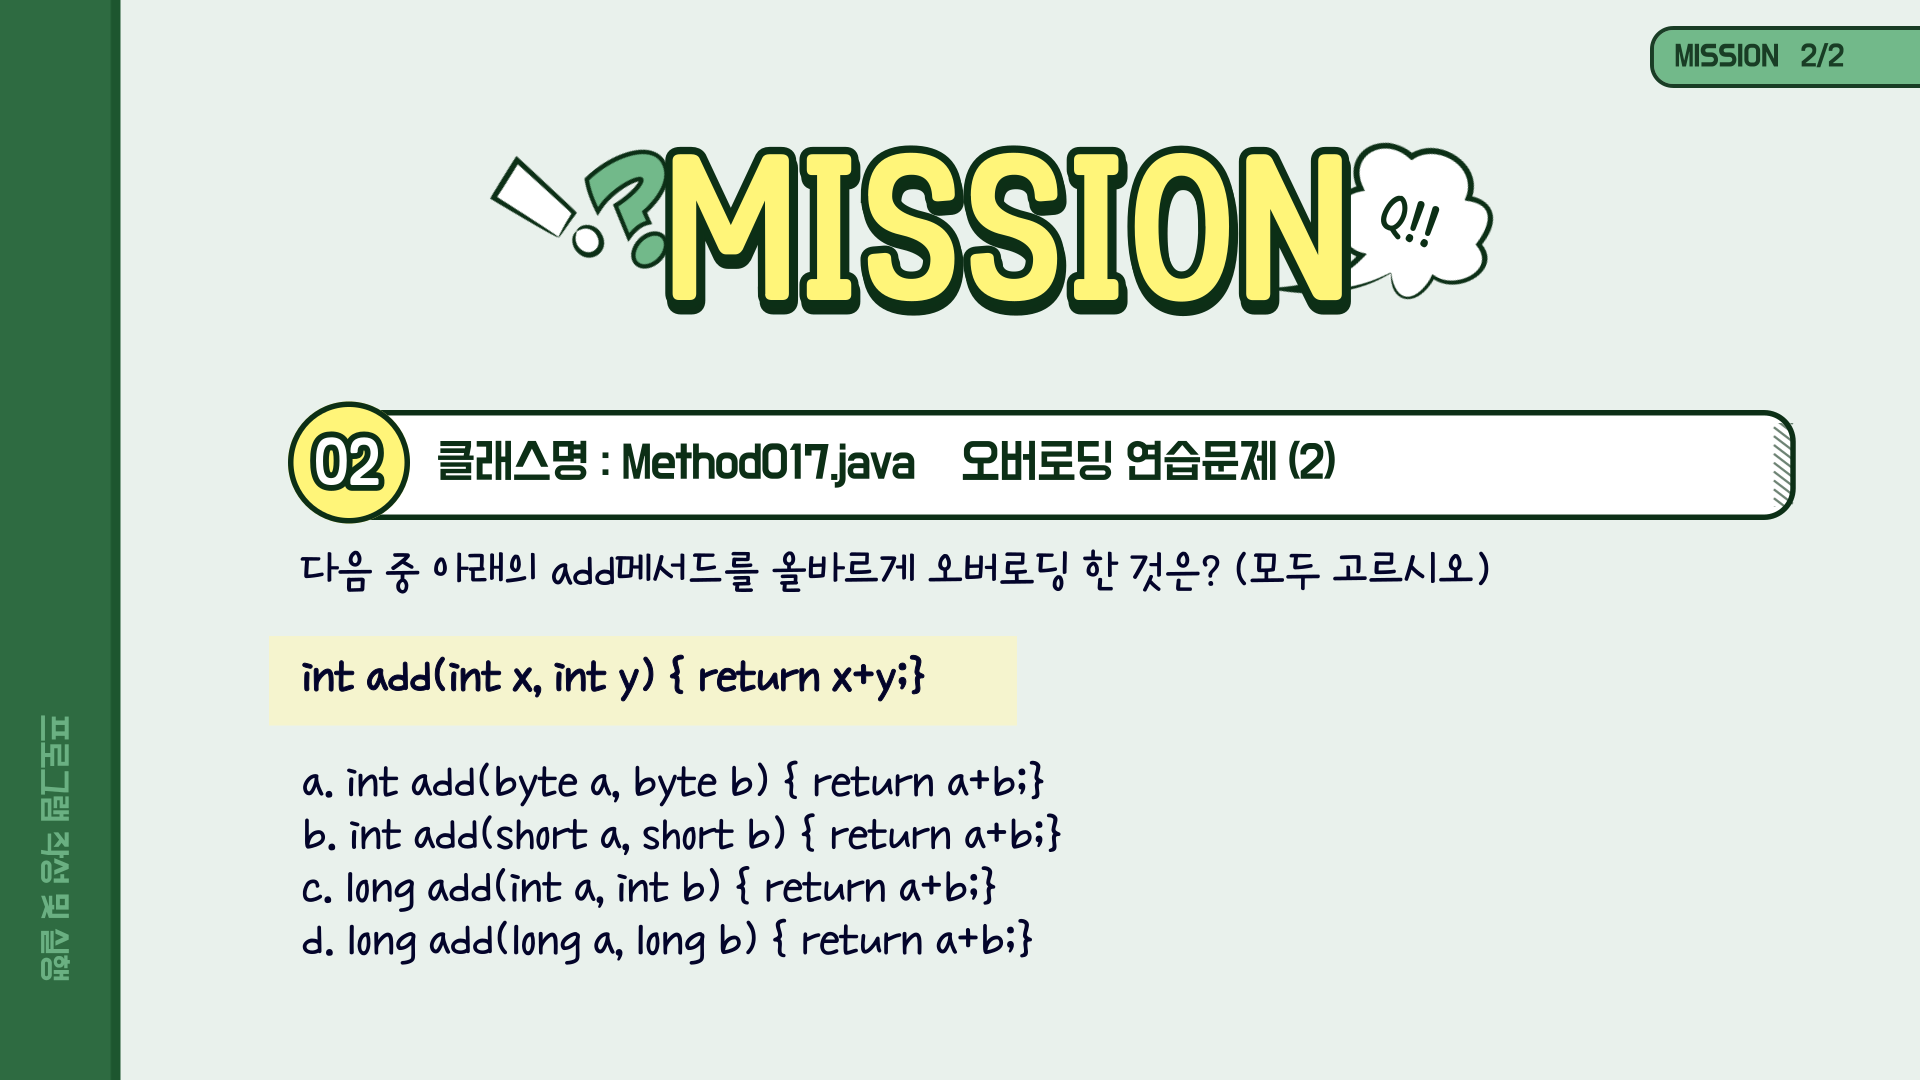 MISSION 2/2
MISSION
Q!!
02 클래스명 : Method017.java 오버로딩 연습문제 (2)
다음 중 아래의 add메서드를 올바르게 오버로딩 한 것은? (모두 고르시오)
int add(int x, int y) { return x+y;}
a. int add(byte a, byte b) { return a+b;}
b. int add(short a, short b) { return a+b;}
c. long add(int a, int b) { return a+b;}
d. long add(long a, long b) { return a+b;}
프로그램 작성 및 실행